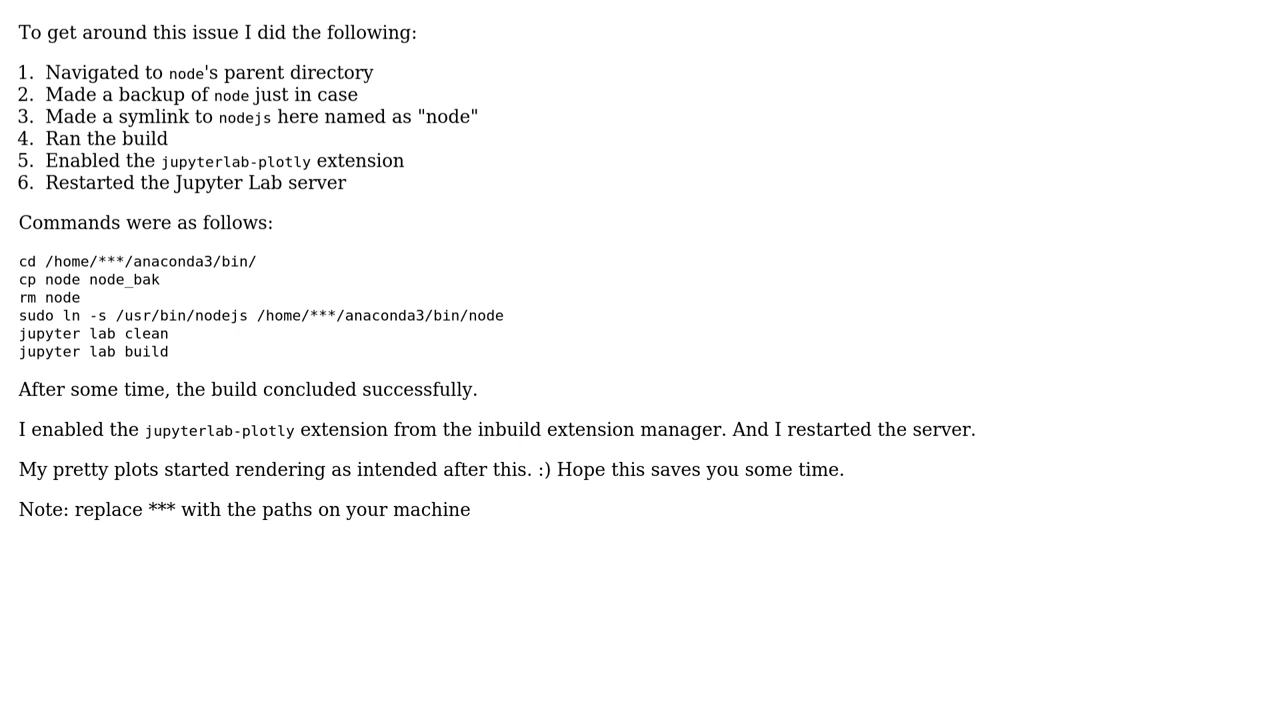 To get around this issue I did the following:
1. Navigated to node's parent directory
2. Made a backup of node just in case
3. Made a symlink to nodejs here named as "node"
4. Ran the build
5. Enabled the jupyterlab-plotly extension
6. Restarted the Jupyter Lab server
Commands were as follows:
cd /home/***/anaconda3/bin/
cp node node_bak
rm node
sudo ln -s /usr/bin/nodejs /home/***/anaconda3/bin/node
jupyter lab clean
jupyter lab build
After some time, the build concluded successfully.
I enabled the jupyterlab-plotly extension from the inbuild extension manager. And I restarted the server.
My pretty plots started rendering as intended after this. :) Hope this saves you some time.
Note: replace *** with the paths on your machine